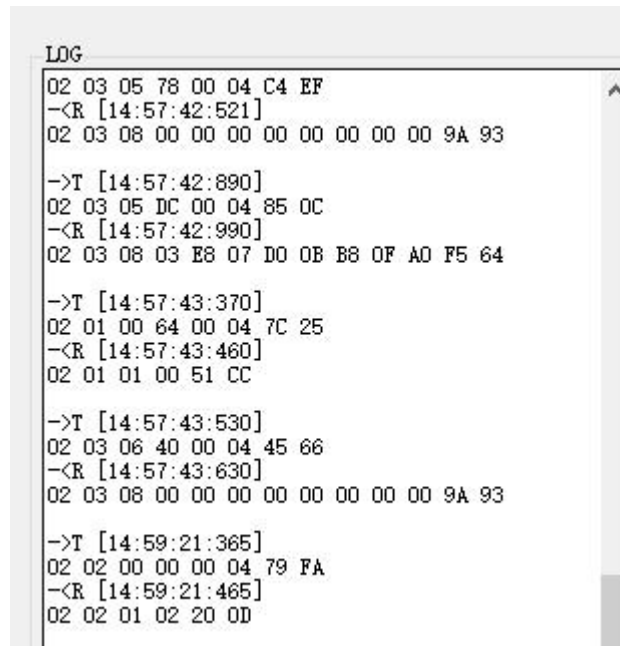 LOG
02 03 05 78 00 04 C4 EF
-<R [14:57:42:521]
02 03 08 00 00 00 00 00 00 00 00 9A 93
->T [14:57:42:890]
02 03 05 DC 00 04 85 0C
-<R [14:57:42:990]
02 03 08 03 E8 07 D0 0B B8 0F A0 F5 64
->T [14:57:43:370]
02 01 00 64 00 04 7C 25
-<R [14:57:43:460]
02 01 01 00 51 CC
->T [14:57:43:530]
02 03 06 40 00 04 45 66
-<R [14:57:43:630]
02 03 08 00 00 00 00 00 00 00 00 9A 93
->T [14:59:21:365]
02 02 00 00 00 04 79 FA
-<R [14:59:21:465]
02 02 01 02 20 0D